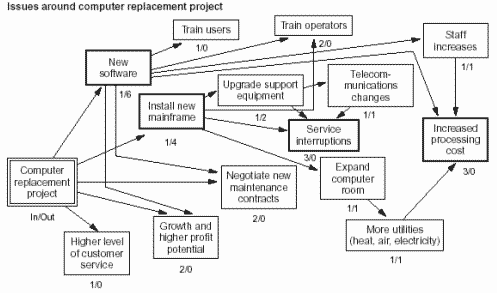 Issues around computer replacement project
Train users
1/0
Train operators
2/0
Staff
increases
1/1
New
software
1/6
Upgrade support
equipment
1/2
Telecom-
munications
changes
1/1
Install new
mainframe
1/4
Service
interruptions
3/0
Increased
processing
cost
3/0
Computer
replacement
project
In/Out
Negotiate new
maintenance
contracts
2/0
Expand
computer
room
1/1
Higher level
of customer
service
1/0
Growth and
higher profit
potential
2/0
More utilities
(heat, air, electricity)
1/1